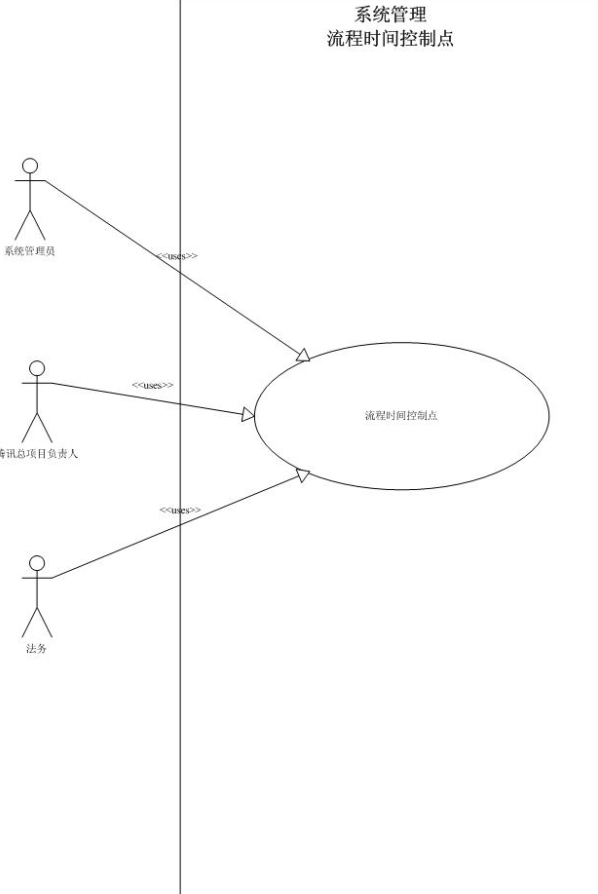 系统管理
流程时间控制点
<<uses>>
系统管理员
<<uses>>
流程时间控制点
腾讯总项目负责人
<<uses>>
法务